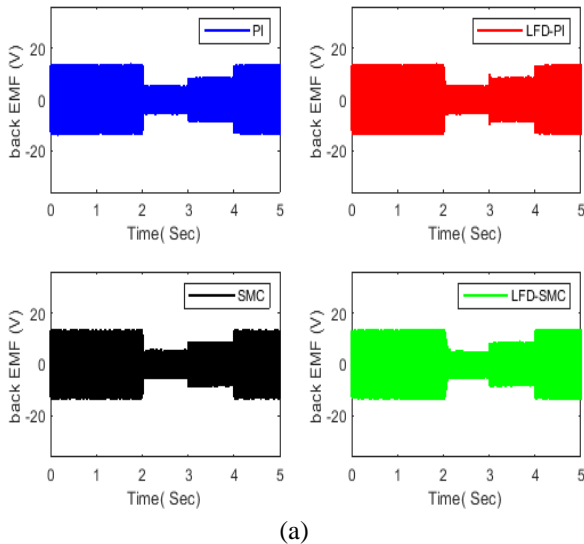 PI
back EMF (V)
20
0
-20
0 1 2 3 4 5
Time( Sec)
LFD-PI
back EMF (V)
20
0
-20
0 1 2 3 4 5
Time( Sec)
SMC
back EMF (V)
20
0
-20
0 1 2 3 4 5
Time( Sec)
LFD-SMC
back EMF (V)
20
0
-20
0 1 2 3 4 5
Time( Sec)
(a)